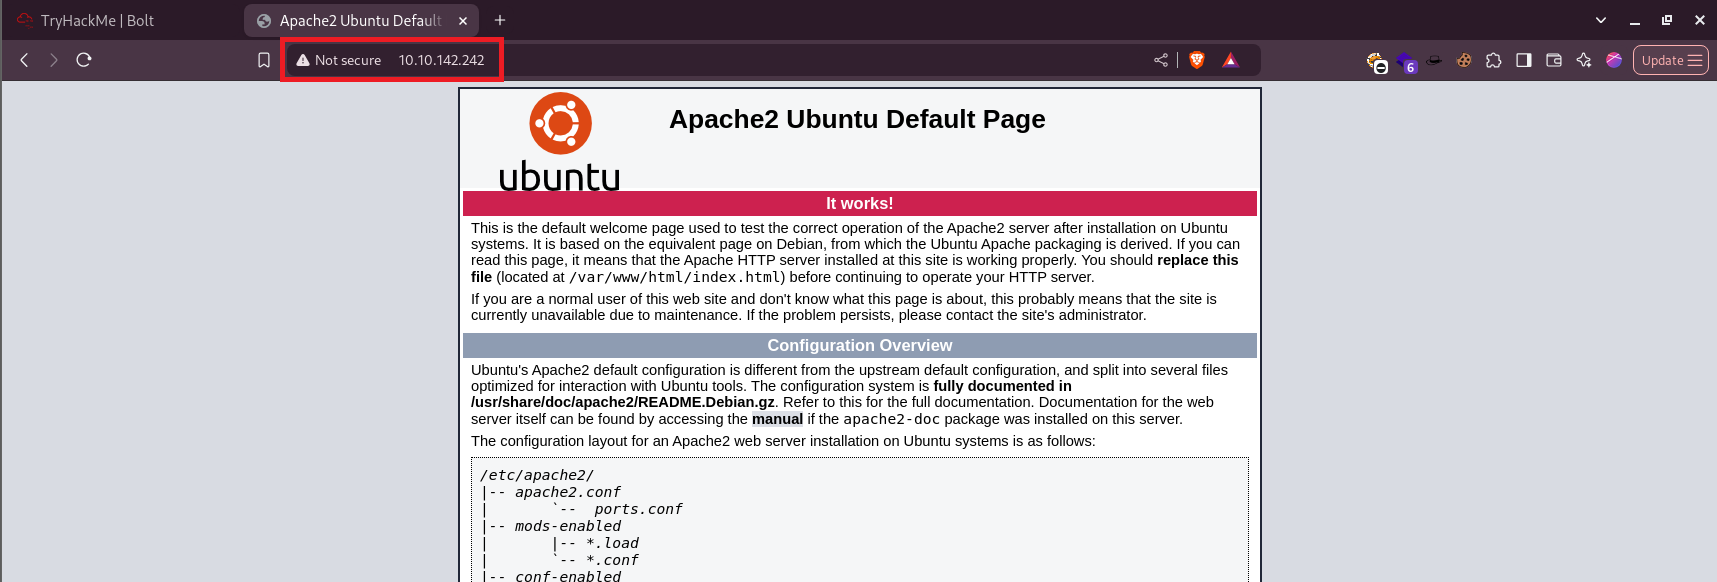 TryHackMe | Bolt
Apache2 Ubuntu Default
Not secure 10.10.142.242
6
Update
ubuntu
Apache2 Ubuntu Default Page
It works!
This is the default welcome page used to test the correct operation of the Apache2 server after installation on Ubuntu
systems. It is based on the equivalent page on Debian, from which the Ubuntu Apache packaging is derived. If you can
read this page, it means that the Apache HTTP server installed at this site is working properly. You should replace this
file (located at /var/www/html/index.html) before continuing to operate your HTTP server.
If you are a normal user of this web site and don't know what this page is about, this probably means that the site is
currently unavailable due to maintenance. If the problem persists, please contact the site's administrator.
Configuration Overview
Ubuntu's Apache2 default configuration is different from the upstream default configuration, and split into several files
optimized for interaction with Ubuntu tools. The configuration system is fully documented in
/usr/share/doc/apache2/README.Debian.gz. Refer to this for the full documentation. Documentation for the web
server itself can be found by accessing the manual if the apache2-doc package was installed on this server.
The configuration layout for an Apache2 web server installation on Ubuntu systems is as follows:
/etc/apache2/
|-- apache2.conf
|       `--  ports.conf
|-- mods-enabled
|       |-- *.load
|       `-- *.conf
|-- conf-enabled